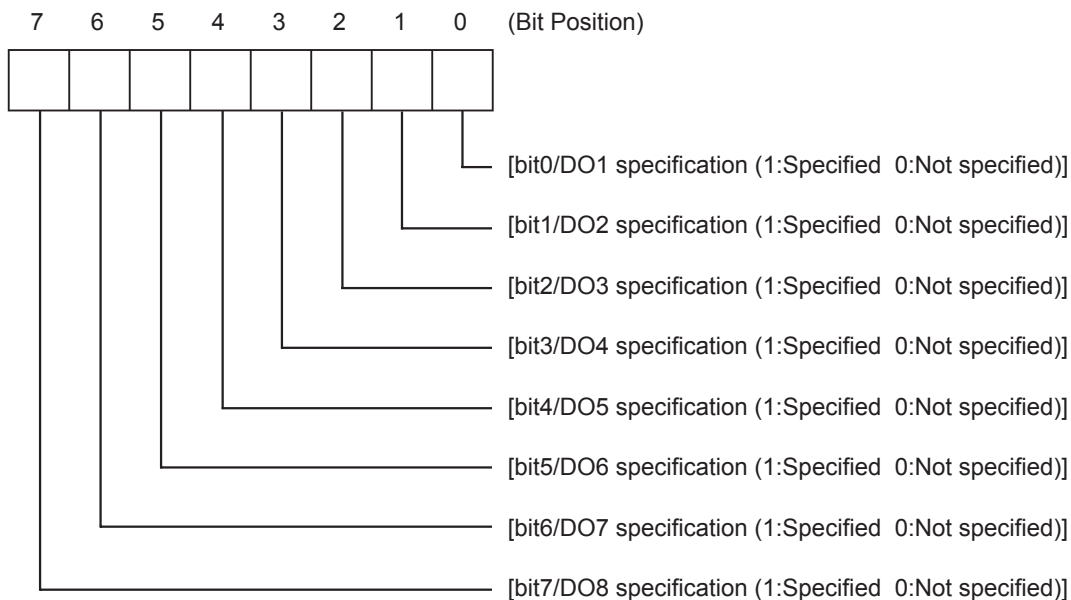 7 6 5 4 3 2 1 0 (Bit Position)
[bit0/DO1 specification (1:Specified 0:Not specified)]
[bit1/DO2 specification (1:Specified 0:Not specified)]
[bit2/DO3 specification (1:Specified 0:Not specified)]
[bit3/DO4 specification (1:Specified 0:Not specified)]
[bit4/DO5 specification (1:Specified 0:Not specified)]
[bit5/DO6 specification (1:Specified 0:Not specified)]
[bit6/DO7 specification (1:Specified 0:Not specified)]
[bit7/DO8 specification (1:Specified 0:Not specified)]